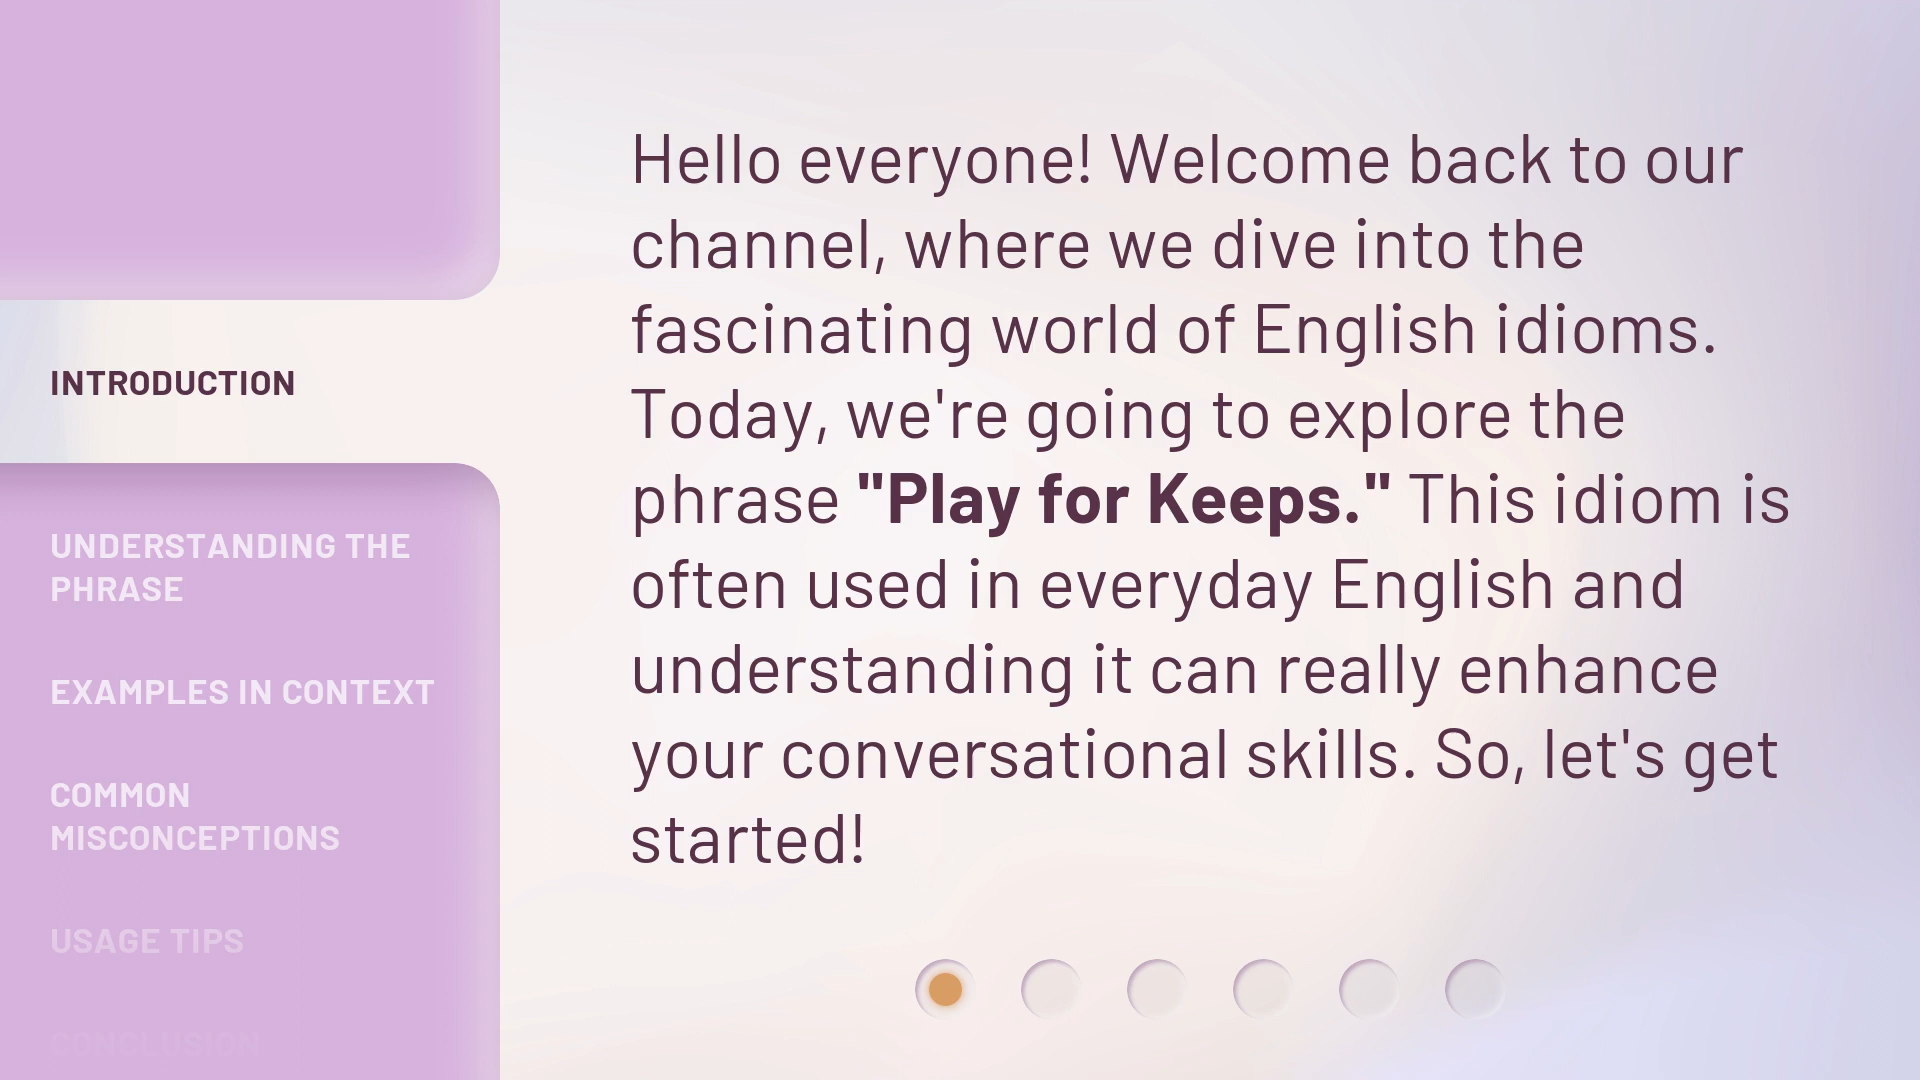 INTRODUCTION
UNDERSTANDING THE
PHRASE
EXAMPLES IN CONTEXT
COMMON
MISCONCEPTIONS
USAGE TIPS
CONCLUSION
Hello everyone! Welcome back to our
channel, where we dive into the
fascinating world of English idioms.
Today, we're going to explore the
phrase "Play for Keeps." This idiom is
often used in everyday English and
understanding it can really enhance
your conversational skills. So, let's get
started!